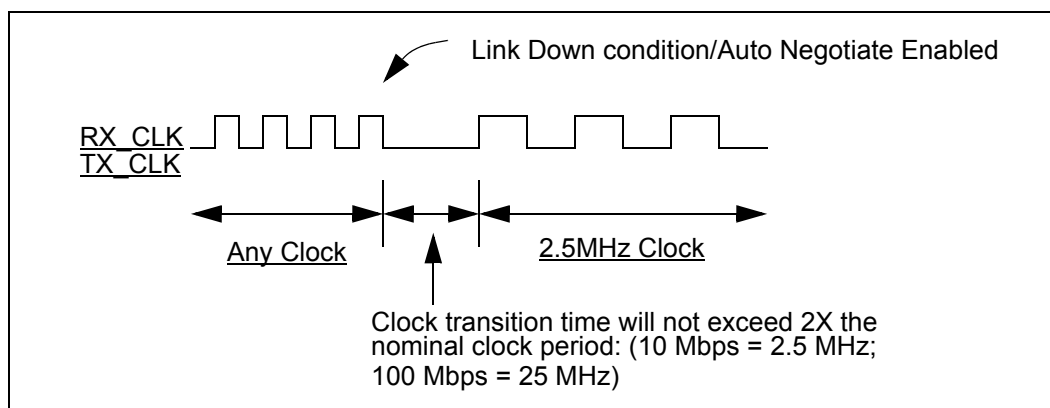 Link Down condition/Auto Negotiate Enabled
RX_CLK
TX_CLK
Any Clock
2.5MHz Clock
Clock transition time will not exceed 2X the
nominal clock period: (10 Mbps = 2.5 MHz;
100 Mbps = 25 MHz)